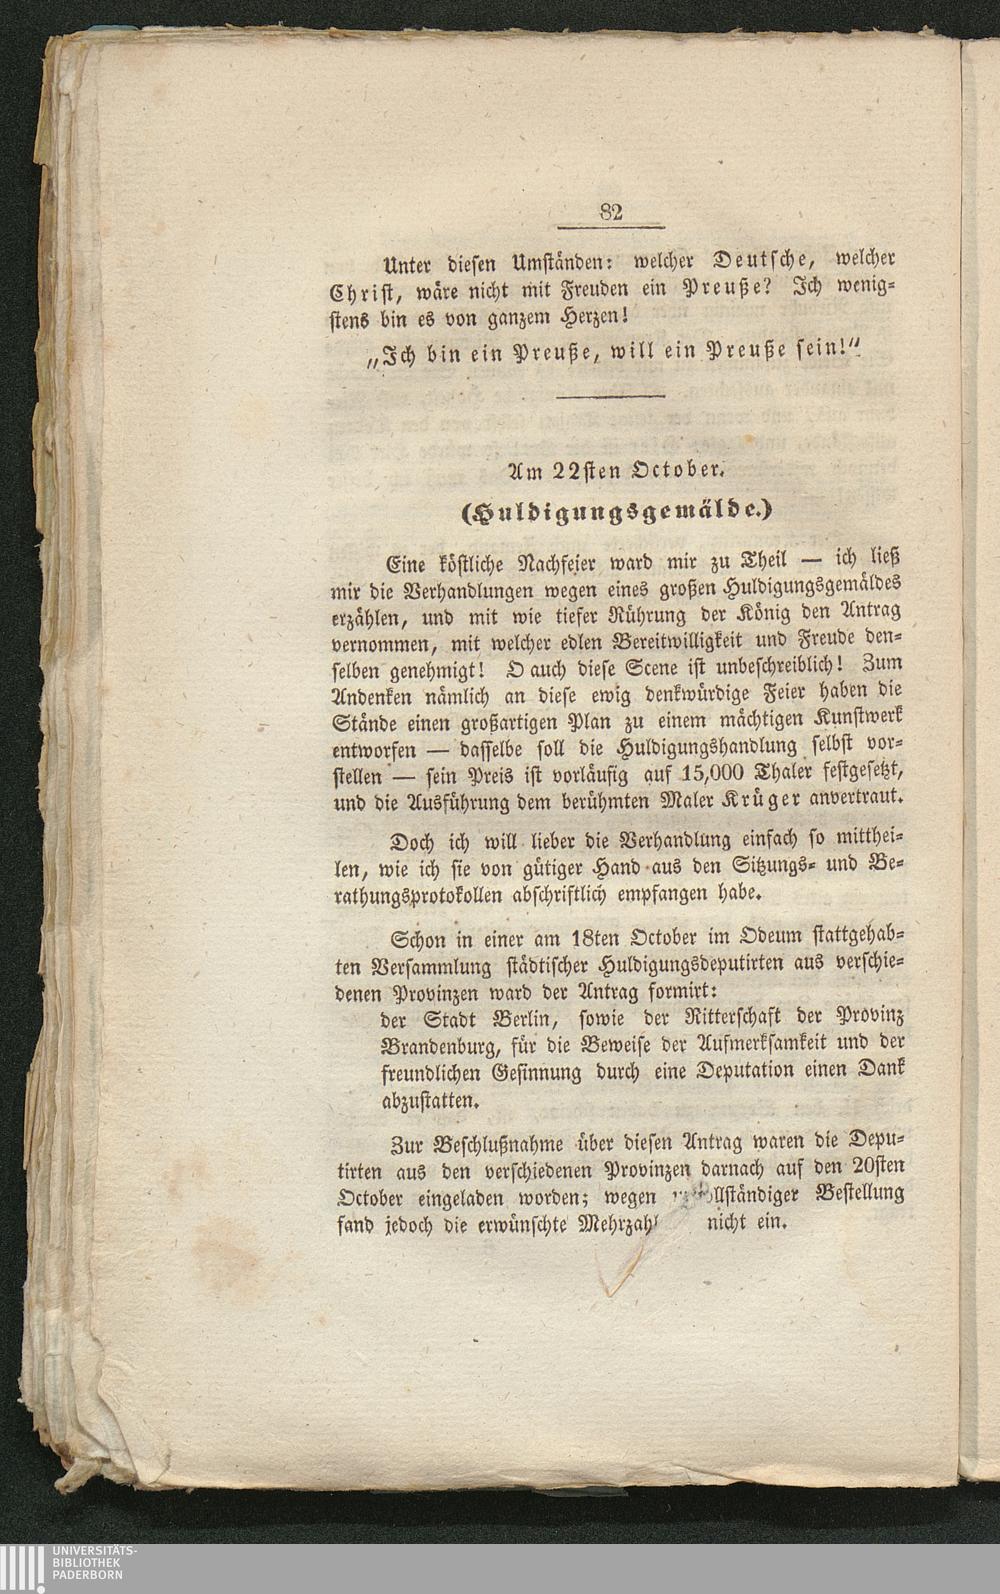 82
Unter diesen Umständen: welcher Deutsche, welcher
Christ, wäre nicht mit Freuden ein Preuße? Ich wenig-
stens bin es von ganzem Herzen!
„Ich bin ein Preuße, will ein Preuße sein!“
Am 22sten October.
(Huldigungsgemälde.)
Eine köstliche Nachfeier ward mir zu Theil — ich ließ
mir die Verhandlungen wegen eines großen Huldigungsgemäldes
erzählen, und mit wie tiefer Rührung der König den Antrag
vernommen, mit welcher edlen Bereitwilligkeit und Freude den-
selben genehmigt! O auch diese Scene ist unbeschreiblich! Zum
Andenken nämlich an diese ewig denkwürdige Feier haben die
Stände einen großartigen Plan zu einem mächtigen Kunstwerk
entworfen — dasselbe soll die Huldigungshandlung selbst vor-
stellen — sein Preis ist vorläufig auf 15,000 Thaler festgesetzt,
und die Ausführung dem berühmten Maler Krüger anvertraut.
Doch ich will lieber die Verhandlung einfach so mitthei-
len, wie ich sie von gütiger Hand aus den Sitzungs- und Be-
rathungsprotokollen abschriftlich empfangen habe.
Schon in einer am 18ten October im Odeum stattgehab-
ten Versammlung städtischer Huldigungsdeputirten aus verschie-
denen Provinzen ward der Antrag formirt:
der Stadt Berlin, sowie der Ritterschaft der Provinz
Brandenburg, für die Beweise der Aufmerksamkeit und der
freundlichen Gesinnung durch eine Deputation einen Dank
abzustatten.
Zur Beschlußnahme über diesen Antrag waren die Depu-
tirten aus den verschiedenen Provinzen darnach auf den 20sten
October eingeladen worden; wegen Bestellung
fand jedoch die erwünschte Mehrzahl nicht ein.
UNIVERSITÄTS-
BIBLIOTHEK
PADERBORN